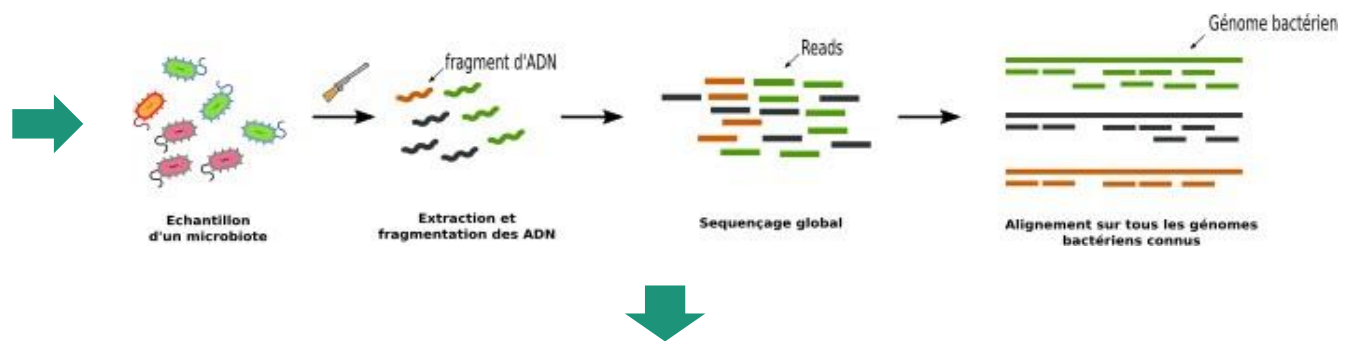 Génome bactérien
Reads
fragment d'ADN
Echantillon
d'un microbiote
Extraction et
fragmentation des ADN
Sequençage global
Alignement sur tous les génomes
bactériens connus